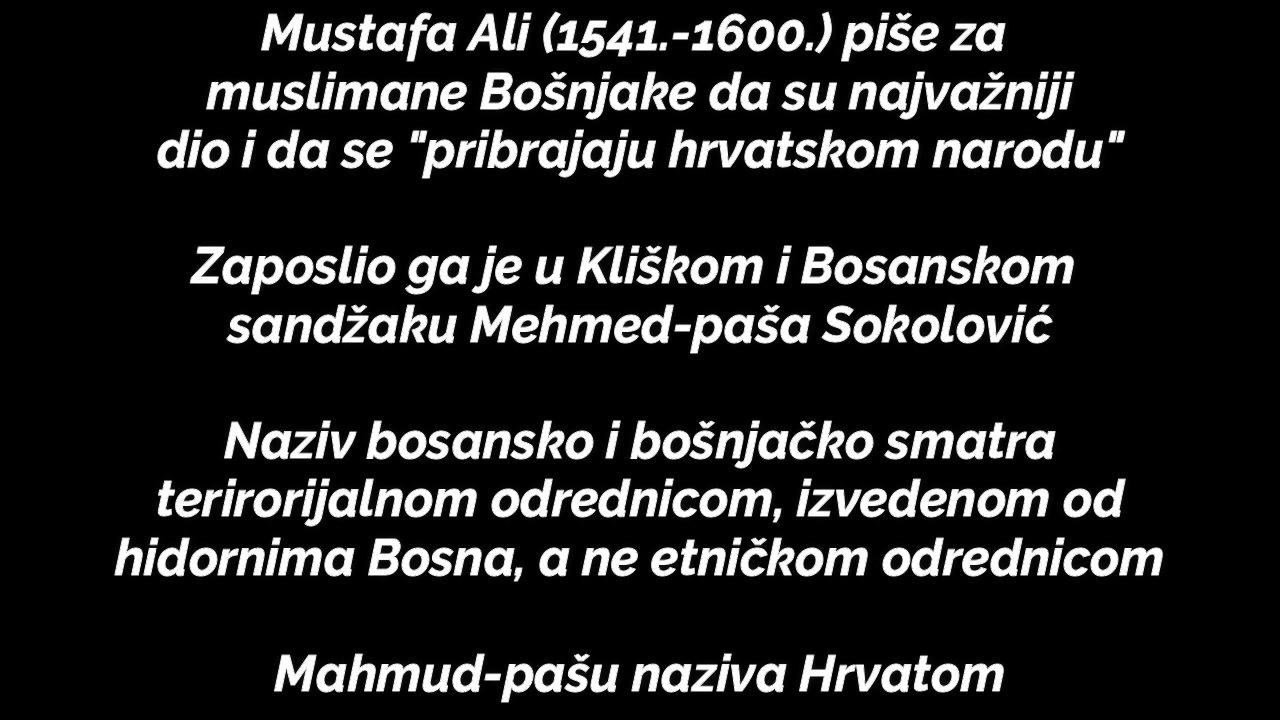 Mustafa Ali (1541.-1600.) piše za
muslimane Bošnjake da su najvažniji
dio i da se "pribrajaju hrvatskom narodu"
Zaposlio ga je u Kliškom i Bosanskom
sandžaku Mehmed-paša Sokolović
Naziv bosansko i bošnjačko smatra
terirorijalnom odrednicom, izvedenom od
hidornima Bosna, a ne etničkom odrednicom
Mahmud-pašu naziva Hrvatom